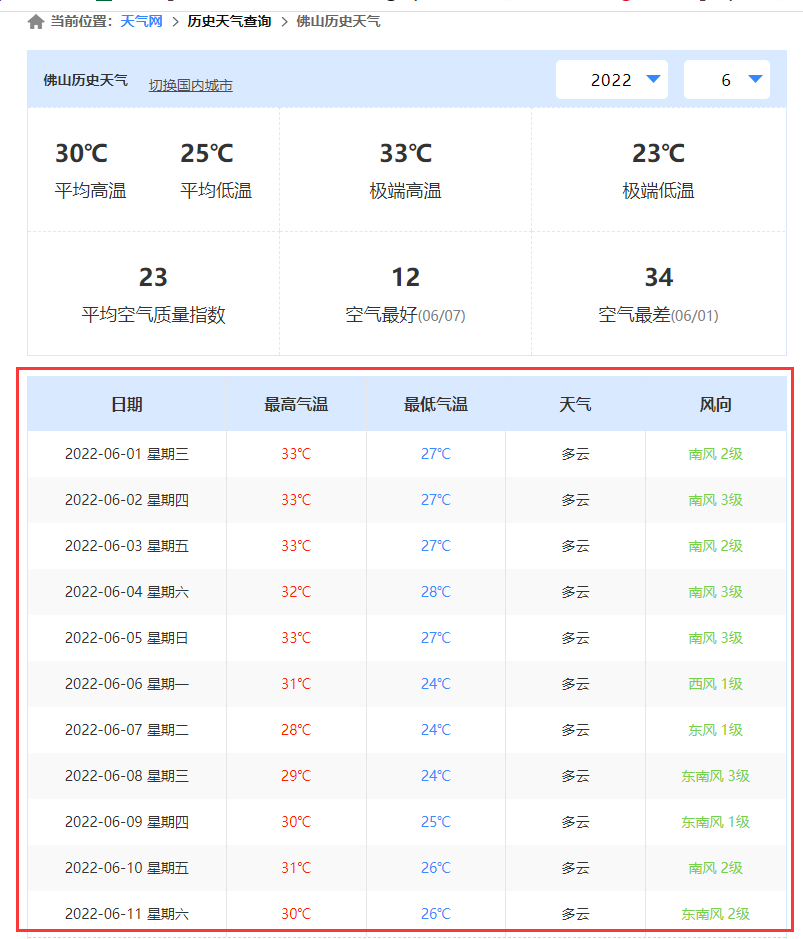 当前位置：天气网 > 历史天气查询 > 佛山历史天气
佛山历史天气 切换国内城市 2022 6
30℃ 25℃ 33℃ 23℃
平均高温 平均低温 极端高温 极端低温
23 12 34
平均空气质量指数 空气最好(06/07) 空气最差(06/01)
日期 最高气温 最低气温 天气 风向
2022-06-01 星期三 33℃ 27℃ 多云 南风 2级
2022-06-02 星期四 33℃ 27℃ 多云 南风 3级
2022-06-03 星期五 33℃ 27℃ 多云 南风 2级
2022-06-04 星期六 32℃ 28℃ 多云 南风 3级
2022-06-05 星期日 33℃ 27℃ 多云 南风 3级
2022-06-06 星期一 31℃ 24℃ 多云 西风 1级
2022-06-07 星期二 28℃ 24℃ 多云 东风 1级
2022-06-08 星期三 29℃ 24℃ 多云 东南风 3级
2022-06-09 星期四 30℃ 25℃ 多云 东南风 1级
2022-06-10 星期五 31℃ 26℃ 多云 南风 2级
2022-06-11 星期六 30℃ 26℃ 多云 东南风 2级